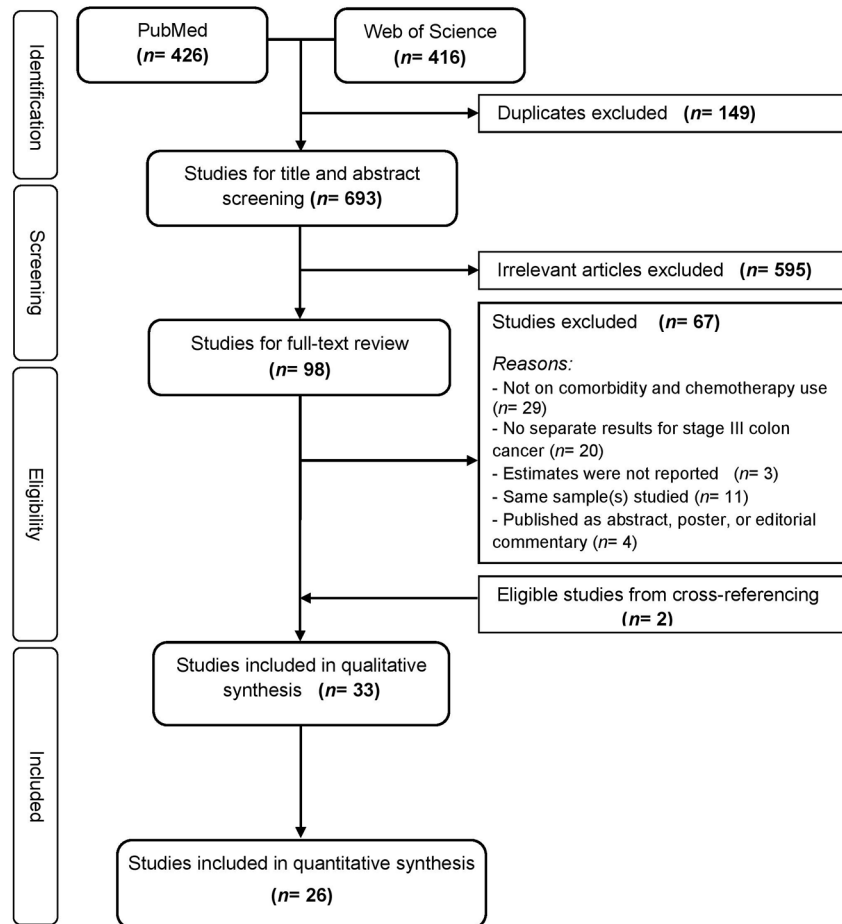 Identification
PubMed
(n= 426)
Web of Science
(n= 416)
Duplicates excluded (n= 149)
Studies for title and abstract
screening (n= 693)
Screening
Irrelevant articles excluded (n= 595)
Studies for full-text review
(n= 98)
Studies excluded (n= 67)
Reasons:
- Not on comorbidity and chemotherapy use
(n= 29)
- No separate results for stage III colon
cancer (n= 20)
- Estimates were not reported (n= 3)
- Same sample(s) studied (n= 11)
- Published as abstract, poster, or editorial
commentary (n= 4)
Eligibility
Eligible studies from cross-referencing
(n= 2)
Studies included in qualitative
synthesis (n= 33)
Included
Studies included in quantitative synthesis
(n= 26)